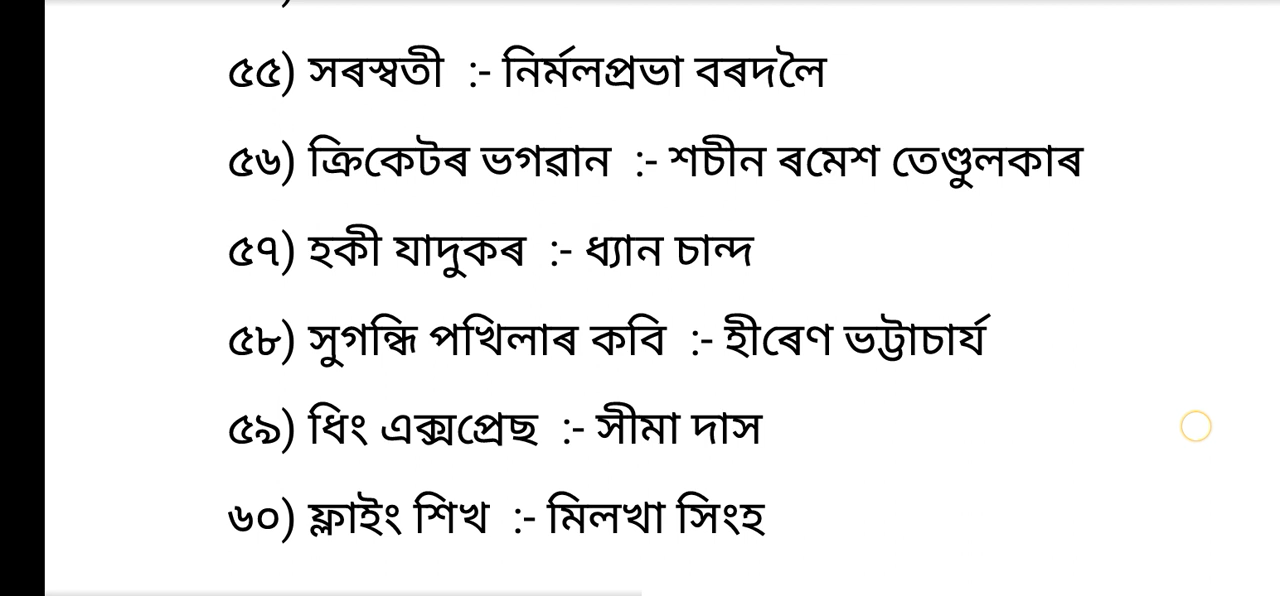 ৫৫) সৰস্বতী :- নিৰ্মলপ্ৰভা বৰদলৈ
৫৬) ক্ৰিকেটৰ ভগৱান :- শচীন ৰমেশ তেণ্ডুলকাৰ
৫৭) হকী যাদুকৰ :- ধ্যান চান্দ
৫৮) সুগন্ধি পখিলাৰ কবি :- হীৰেণ ভট্টাচাৰ্য
৫৯) ধিং এক্সপ্ৰেছ :- সীমা দাস
৬০) ফ্লাইং শিখ :- মিলখা সিংহ